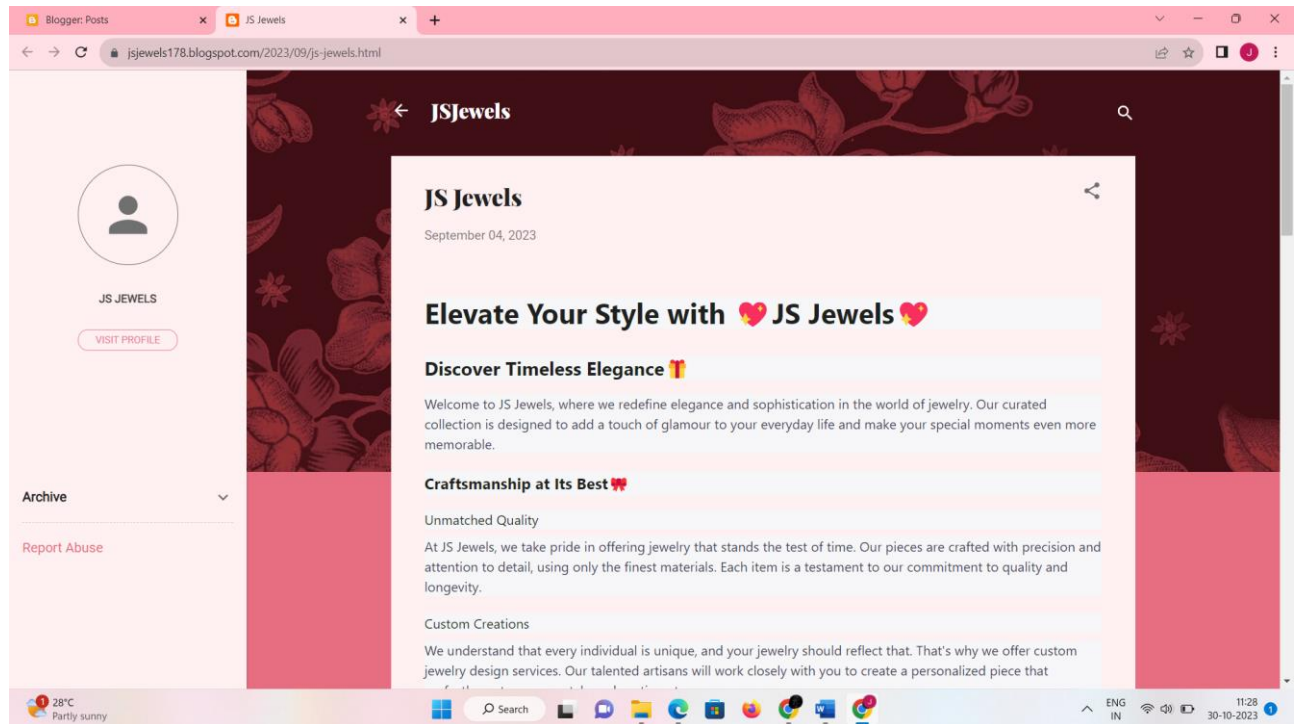 Blogger: Posts
JS Jewels
jsjewels178.blogspot.com/2023/09/js-jewels.html
J
JSJewels
JS Jewels
September 04, 2023
JS JEWELS
VISIT PROFILE
Elevate Your Style with 💖JS Jewels💖
Discover Timeless Elegance🎁
Welcome to JS Jewels, where we redefine elegance and sophistication in the world of jewelry. Our curated
collection is designed to add a touch of glamour to your everyday life and make your special moments even more
memorable.
Craftsmanship at Its Best🎀
Archive
Unmatched Quality
Report Abuse
At JS Jewels, we take pride in offering jewelry that stands the test of time. Our pieces are crafted with precision and
attention to detail, using only the finest materials. Each item is a testament to our commitment to quality and
longevity.
Custom Creations
We understand that every individual is unique, and your jewelry should reflect that. That's why we offer custom
jewelry design services. Our talented artisans will work closely with you to create a personalized piece that
1
28°C
Partly sunny
Search
ENG
IN
11:28
30-10-2023
1